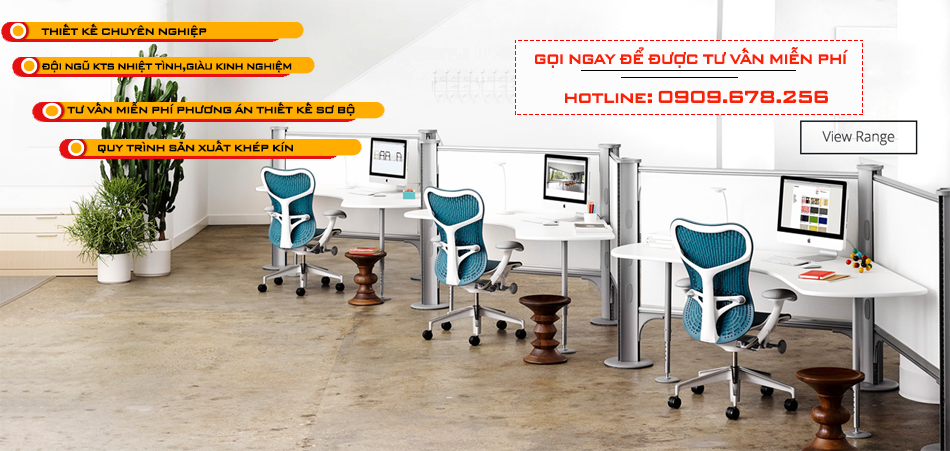 THIẾT KẾ CHUYÊN NGHIỆP
ĐỘI NGŨ KTS NHIỆT TÌNH,GIÀU KINH NGHIỆM
TƯ VẤN MIỄN PHÍ PHƯƠNG ÁN THIẾT KẾ SƠ BỘ
QUY TRÌNH SẢN XUẤT KHÉP KÍN
GỌI NGAY ĐỂ ĐƯỢC TƯ VẤN MIỄN PHÍ
HOTLINE: 0909.678.256
View Range